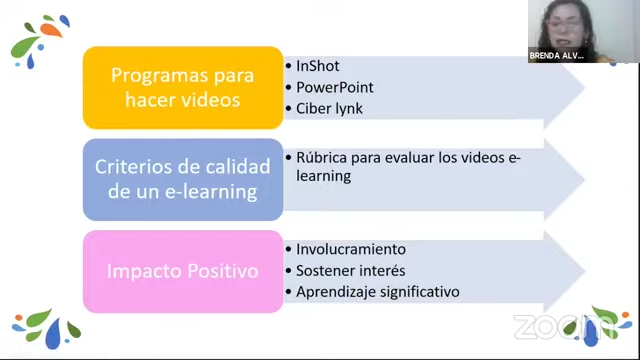 BRENDA ALV...
Programas para
hacer videos
• InShot
• PowerPoint
• Ciber lynk
Criterios de calidad
de un e-learning
• Rúbrica para evaluar los videos e-
learning
Impacto Positivo
• Involucramiento
• Sostener interés
• Aprendizaje significativo
zoom